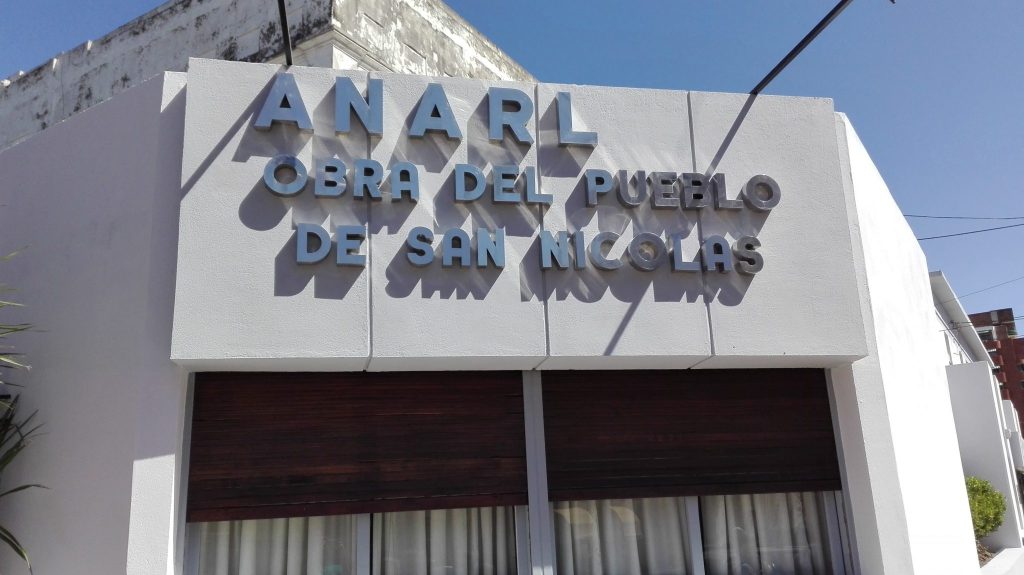 ANARL
OBRA DEL PUEBLO
DE SAN NICOLAS